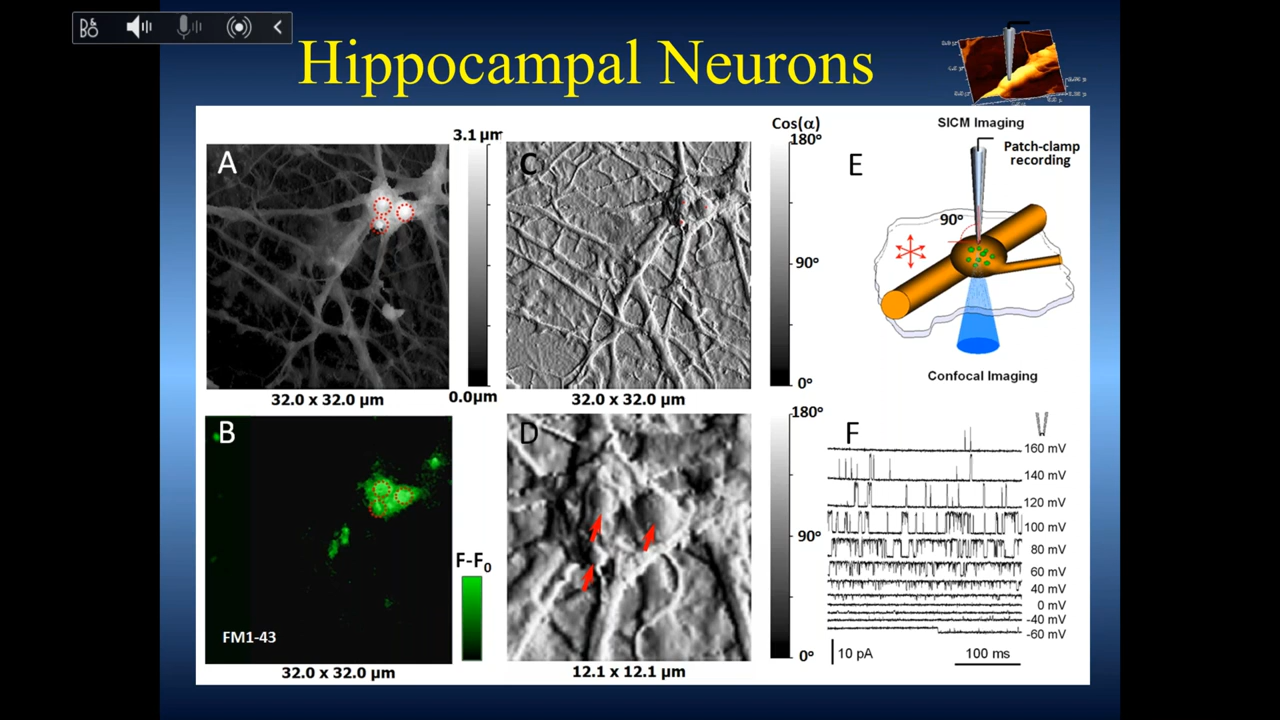 B&O
Hippocampal Neurons
A
3.1 µm
0.0µm
32.0 x 32.0 µm
C
Cos(α)
180°
90°
0°
32.0 x 32.0 µm
SICM Imaging
E
Patch-clamp
recording
90°
Confocal Imaging
B
FM1-43
F-F₀
32.0 x 32.0 µm
D
180°
90°
0°
12.1 x 12.1 µm
F
160 mV
140 mV
120 mV
100 mV
80 mV
60 mV
40 mV
0 mV
-40 mV
-60 mV
10 pA
100 ms